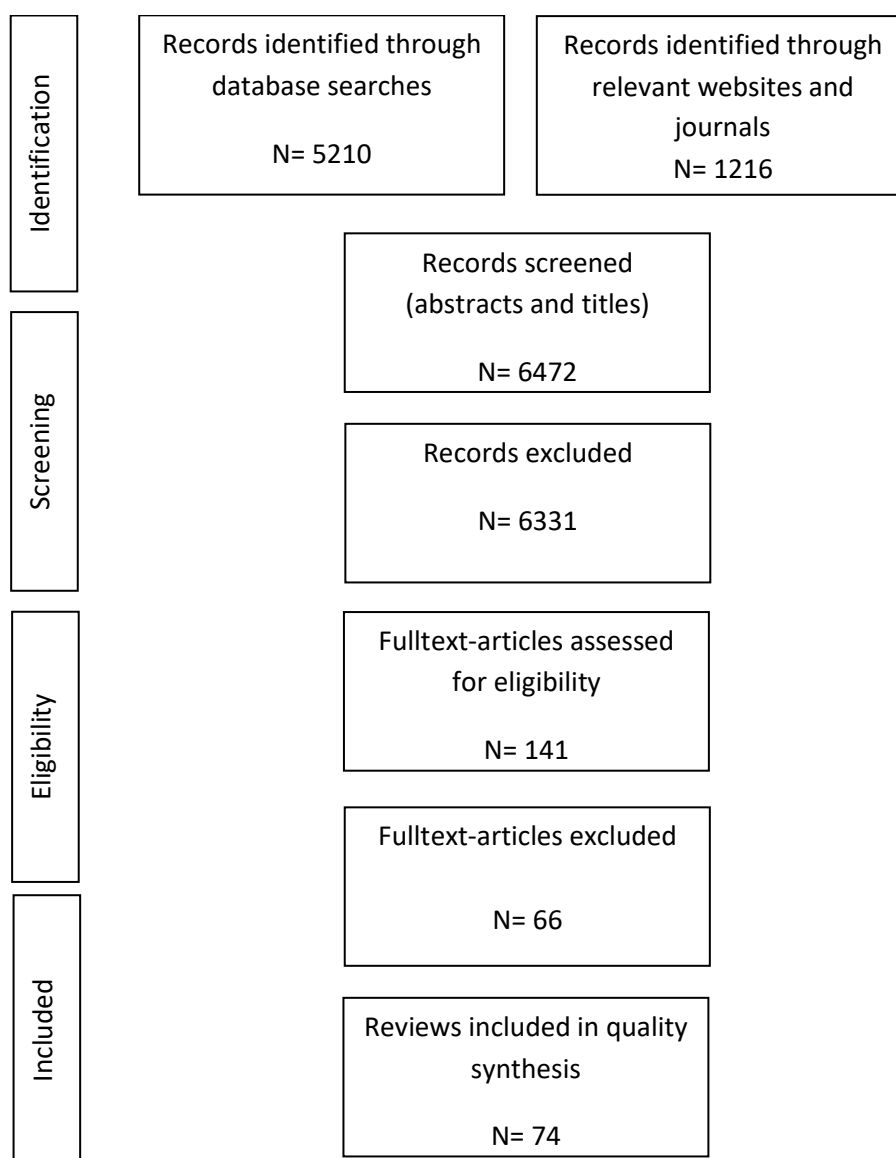 Identification
Records identified through
database searches
N= 5210
Records identified through
relevant websites and
journals
N= 1216
Records screened
(abstracts and titles)
N= 6472
Screening
Records excluded
N= 6331
Eligibility
Fulltext-articles assessed
for eligibility
N= 141
Fulltext-articles excluded
N= 66
Included
Reviews included in quality
synthesis
N= 74